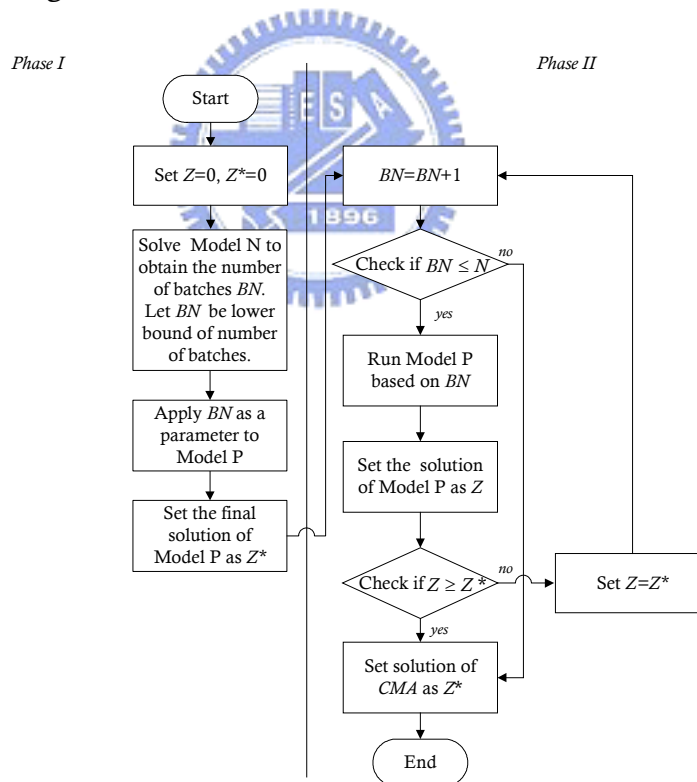 Phase I
Phase II
Start
Set Z=0, Z*=0
Solve Model N to
obtain the number
of batches BN.
Let BN be lower
bound of number
of batches.
Apply BN as a
parameter to
Model P
Set the final
solution of
Model P as Z*
BN=BN+1
Check if BN ≤ N
no
yes
Run Model P
based on BN
Set the solution
of Model P as Z
Check if Z ≥ Z*
no
Set Z=Z*
yes
Set solution of
CMA as Z*
End
E S A
1896